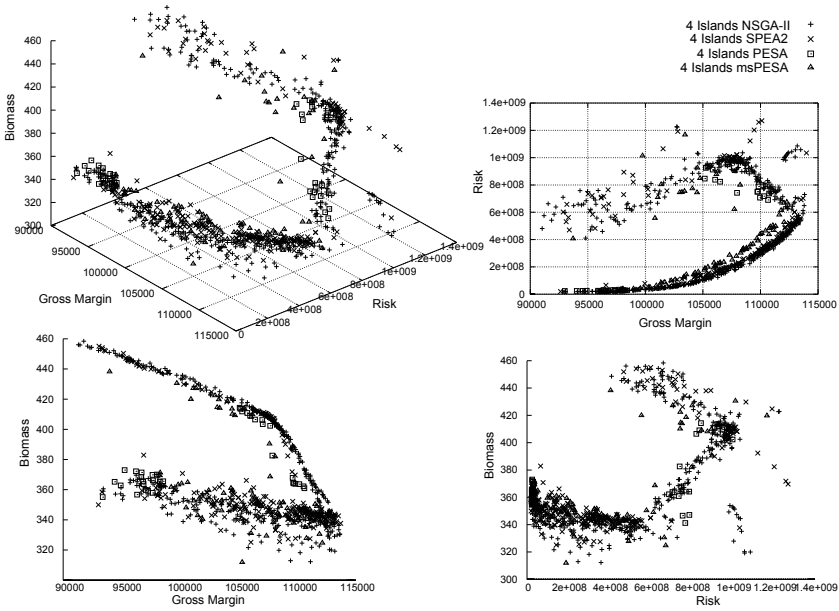 4 Islands NSGA-II
4 Islands SPEA2
4 Islands PESA
4 Islands msPESA
Biomass
460
440
420
400
380
360
340
320
300
90000
95000
100000
105000
110000
115000
Gross Margin
0
2e+008
4e+008
6e+008
8e+008
1e+009
1.2e+009
1.4e+009
Risk
1.4e+009
1.2e+009
1e+009
8e+008
6e+008
4e+008
2e+008
0
Risk
90000 95000 100000 105000 110000 115000
Gross Margin
460
440
420
400
380
360
340
320
Biomass
90000 95000 100000 105000 110000 115000
Gross Margin
460
440
420
400
380
360
340
320
300
Biomass
0 2e+008 4e+008 6e+008 8e+008 1e+009 1.2e+009 1.4e+009
Risk